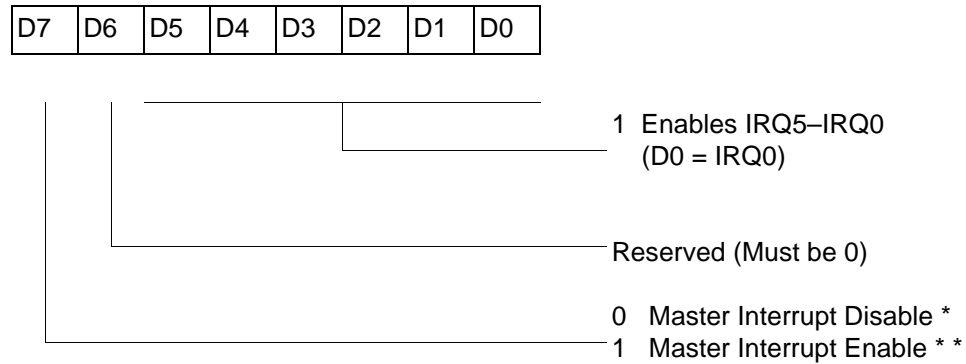 D7 D6 D5 D4 D3 D2 D1 D0
1 Enables IRQ5–IRQ0
(D0 = IRQ0)
Reserved (Must be 0)
0 Master Interrupt Disable *
1 Master Interrupt Enable * *